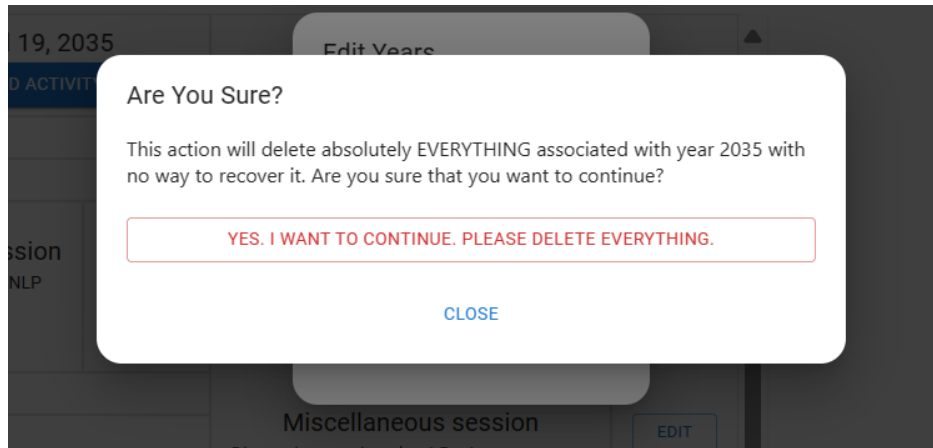 19, 2035
Edit Years
D ACTIVITY
Are You Sure?
This action will delete absolutely EVERYTHING associated with year 2035 with
no way to recover it. Are you sure that you want to continue?
YES. I WANT TO CONTINUE. PLEASE DELETE EVERYTHING.
ssion
NLP
CLOSE
Miscellaneous session
EDIT